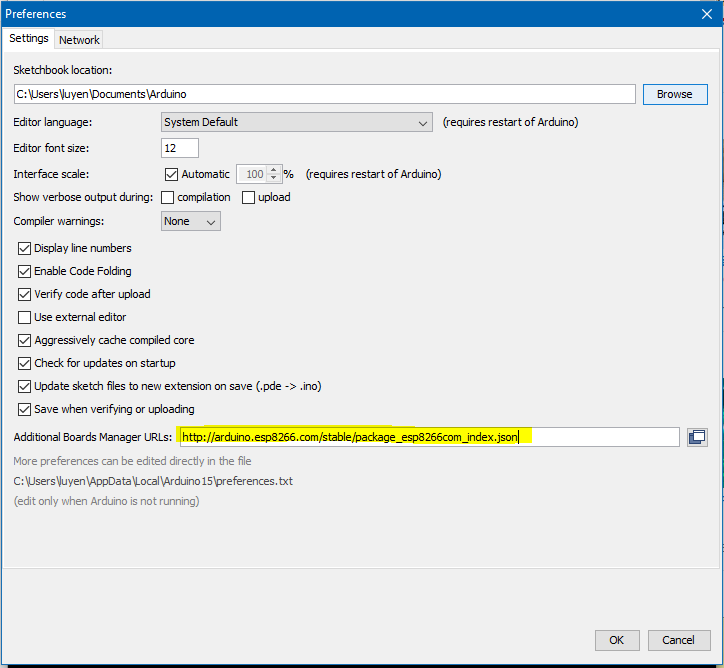 Preferences
Settings Network
Sketchbook location:
C:\Users\luyen\Documents\Arduino Browse
Editor language: System Default (requires restart of Arduino)
Editor font size: 12
Interface scale: Automatic 100 % (requires restart of Arduino)
Show verbose output during: compilation upload
Compiler warnings: None
Display line numbers
Enable Code Folding
Verify code after upload
Use external editor
Aggressively cache compiled core
Check for updates on startup
Update sketch files to new extension on save (.pde -> .ino)
Save when verifying or uploading
Additional Boards Manager URLs: http://arduino.esp8266.com/stable/package_esp8266com_index.json
More preferences can be edited directly in the file
C:\Users\luyen\AppData\Local\Arduino15\preferences.txt
(edit only when Arduino is not running)
OK Cancel